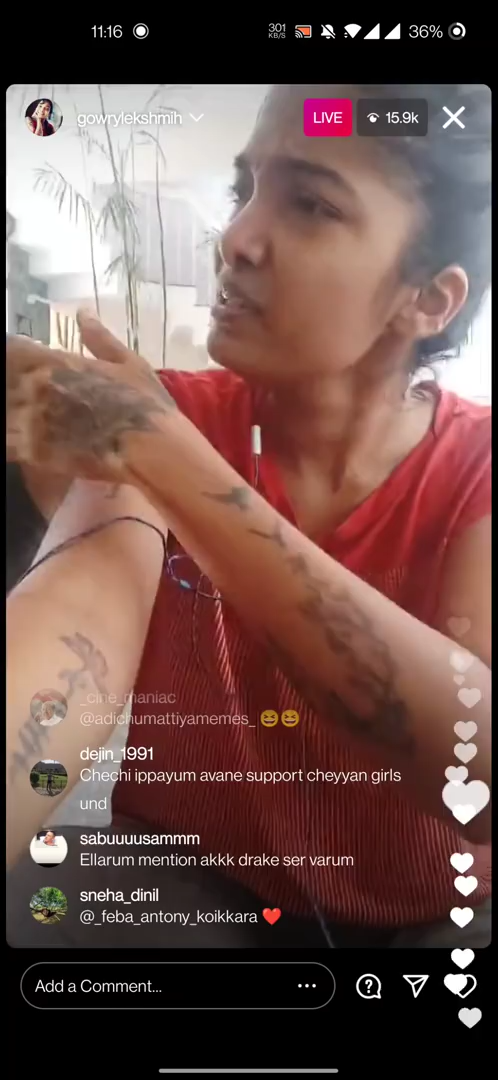 11:16
301
KB/S
36%
gowrylekshmih
LIVE
15.9k
_cine_maniac
@adichumattiyamemes_ 😆😆
dejin_1991
Chechi ippayum avane support cheyyan girls
und
sabuuuusammm
Ellarum mention akkk drake ser varum
sneha_dinil
@_feba_antony_koikkara ❤️
Add a Comment...